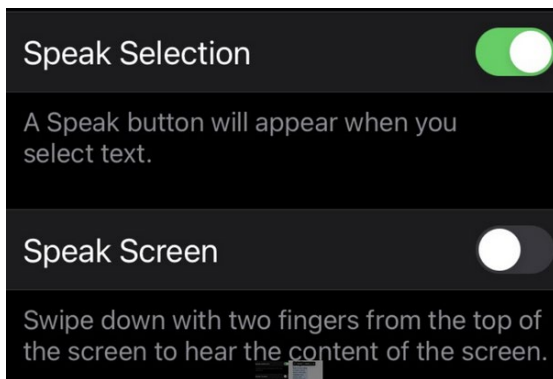 Speak Selection
A Speak button will appear when you
select text.
Speak Screen
Swipe down with two fingers from the top of
the screen to hear the content of the screen.